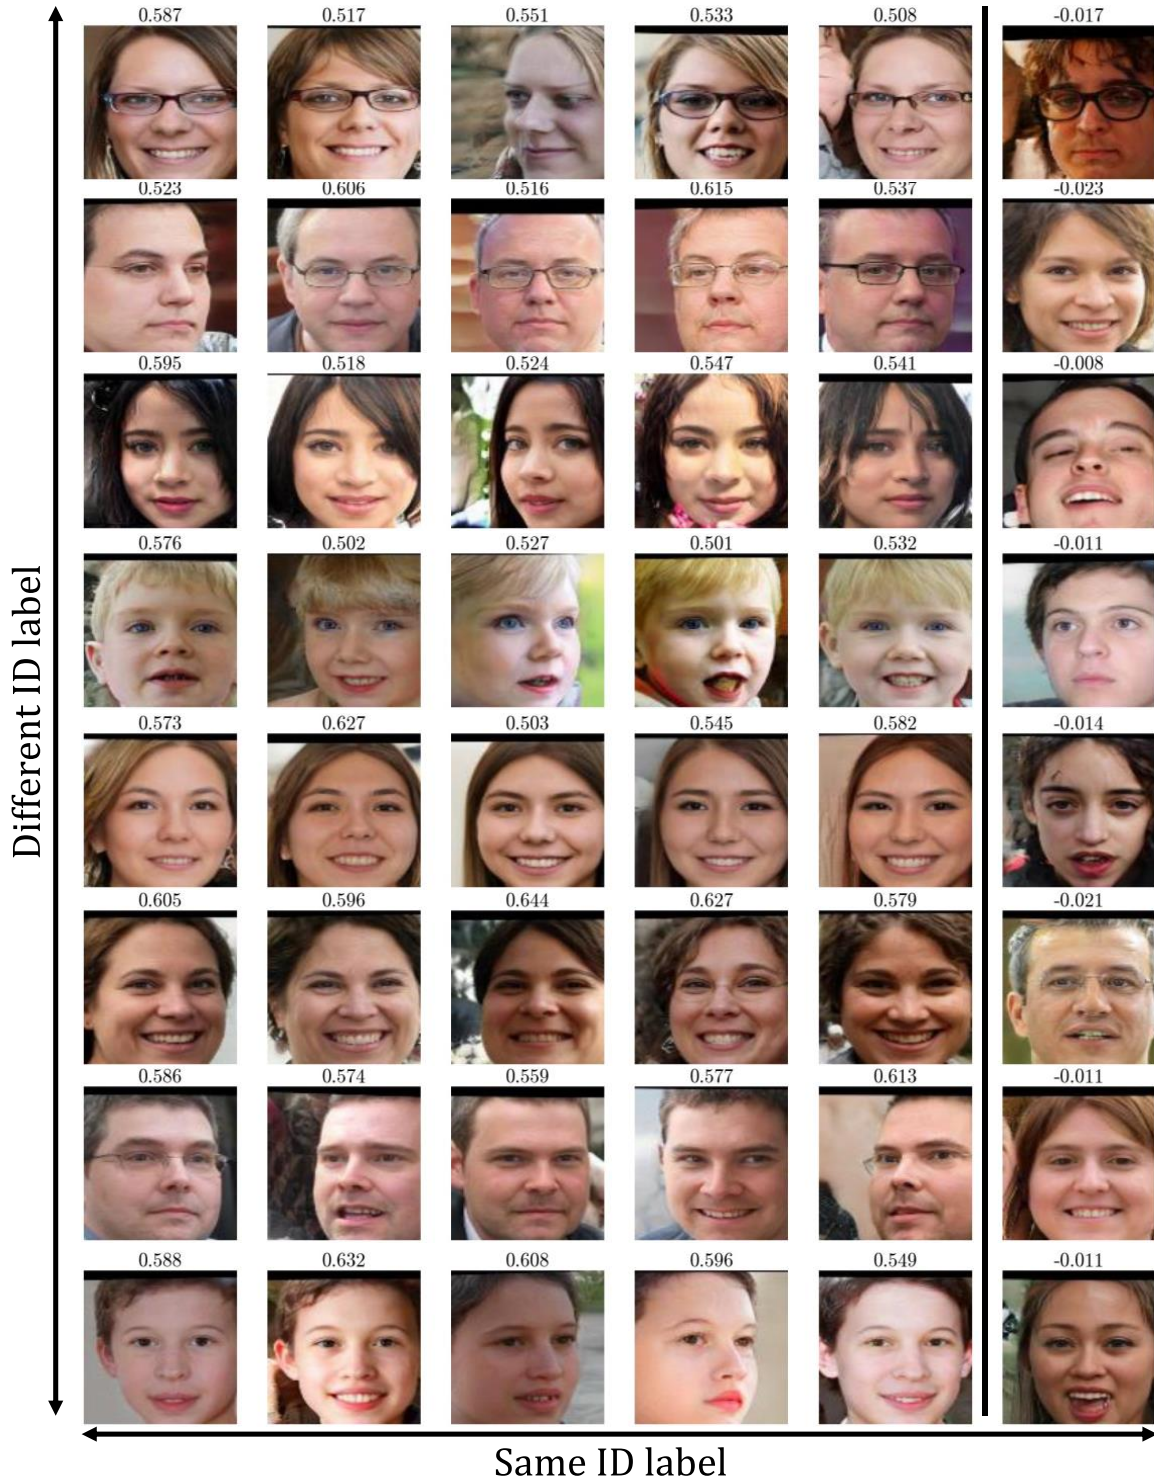 0.587 0.517 0.551 0.533 0.508 -0.017
0.523 0.606 0.516 0.615 0.537 -0.023
0.595 0.518 0.524 0.547 0.541 -0.008
0.576 0.502 0.527 0.501 0.532 -0.011
0.573 0.627 0.503 0.545 0.582 -0.014
0.605 0.596 0.644 0.627 0.579 -0.021
0.586 0.574 0.559 0.577 0.613 -0.011
0.588 0.632 0.608 0.596 0.549 -0.011
Different ID label
Same ID label